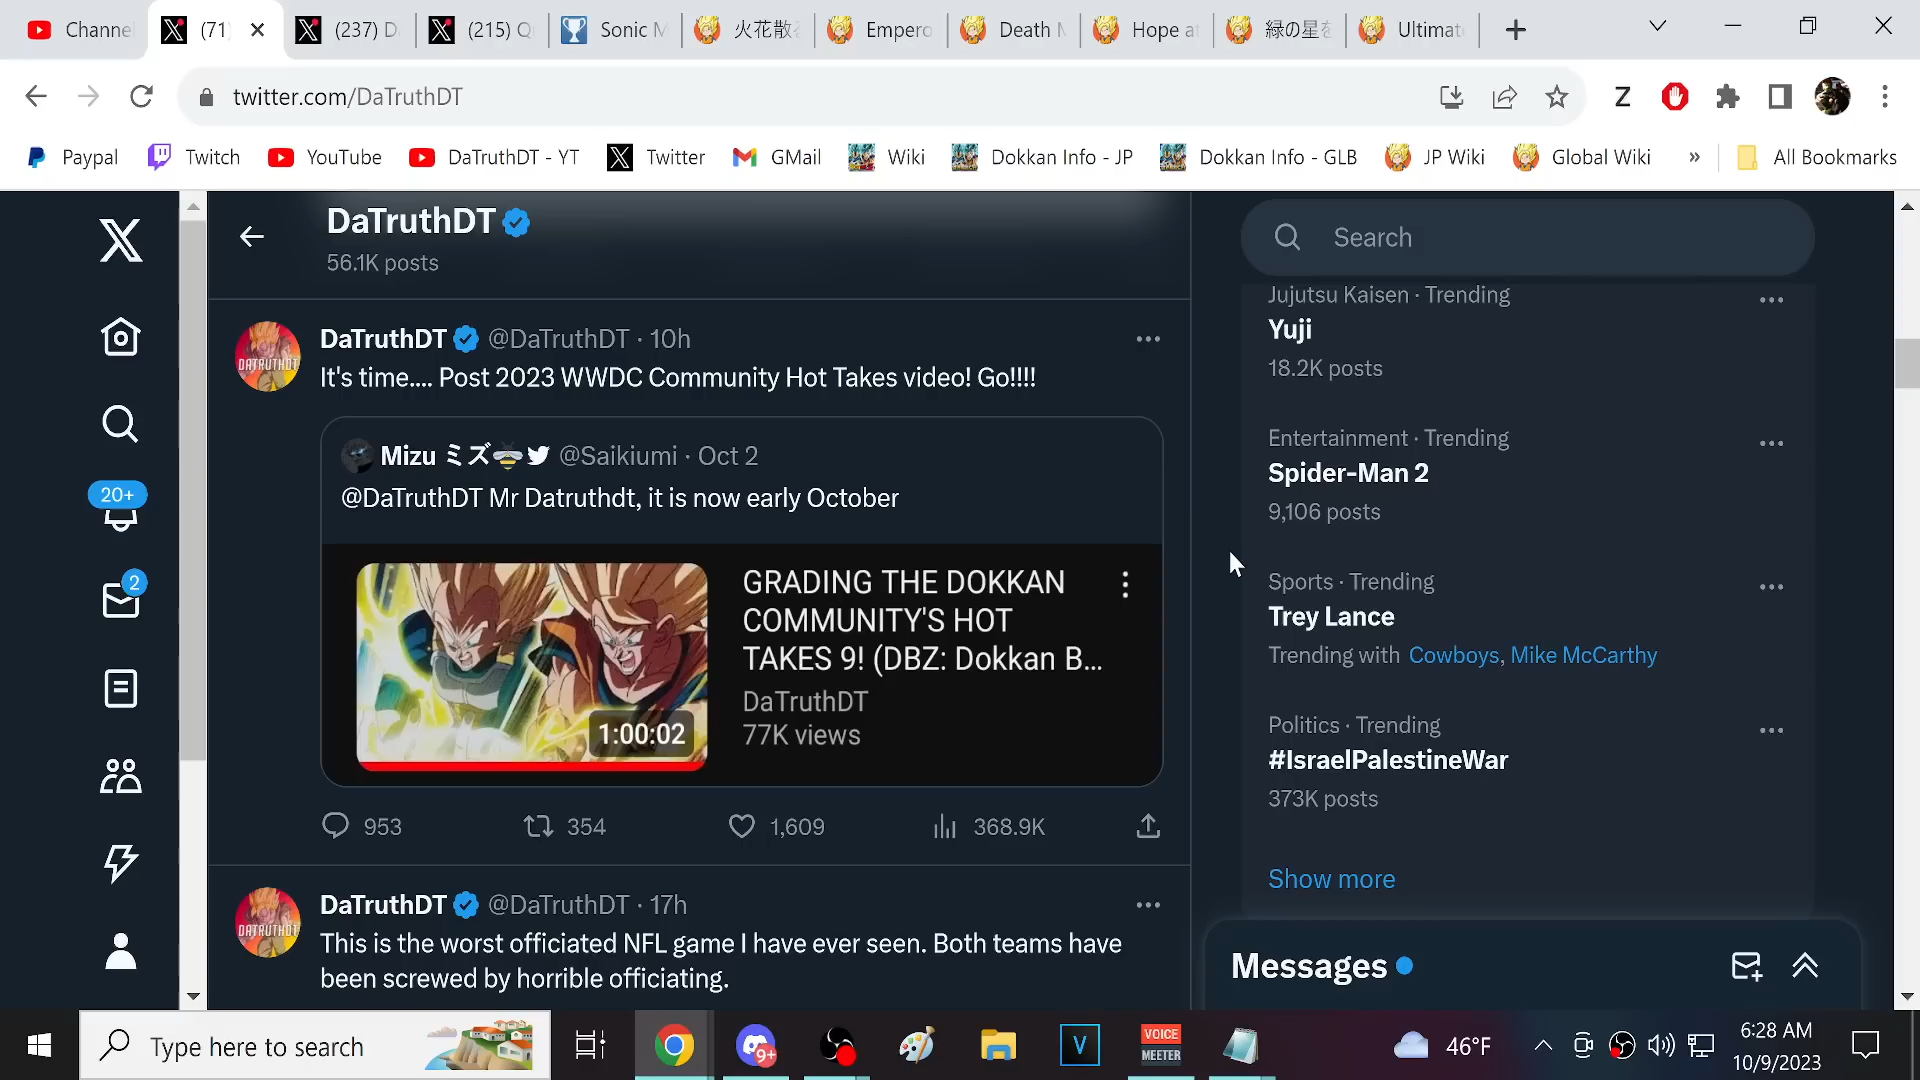 Channe
(71)
(237) D
(215) Q
Sonic M
火花散る
Empero
Death M
Hope at
緑の星を
Ultimat
twitter.com/DaTruthDT
Z
Paypal
Twitch
YouTube
DaTruthDT - YT
Twitter
GMail
Wiki
Dokkan Info - JP
Dokkan Info - GLB
JP Wiki
Global Wiki
»
All Bookmarks
DaTruthDT
56.1K posts
Search
20+
2
DaTruthDT @DaTruthDT · 10h
It's time.... Post 2023 WWDC Community Hot Takes video! Go!!!!
Mizu ミズ🐝 @Saikiumi · Oct 2
@DaTruthDT Mr Datruthdt, it is now early October
GRADING THE DOKKAN
COMMUNITY'S HOT
TAKES 9! (DBZ: Dokkan B...
DaTruthDT
77K views
1:00:02
953
354
1,609
368.9K
DATRUTHDT
DaTruthDT @DaTruthDT · 17h
This is the worst officiated NFL game I have ever seen. Both teams have
been screwed by horrible officiating.
DATRUTHDT
Jujutsu Kaisen · Trending
Yuji
18.2K posts
Entertainment · Trending
Spider-Man 2
9,106 posts
Sports · Trending
Trey Lance
Trending with Cowboys, Mike McCarthy
Politics · Trending
#IsraelPalestineWar
373K posts
Show more
Messages
Type here to search
9+
V
VOICE
MEETER
46°F
6:28 AM
10/9/2023